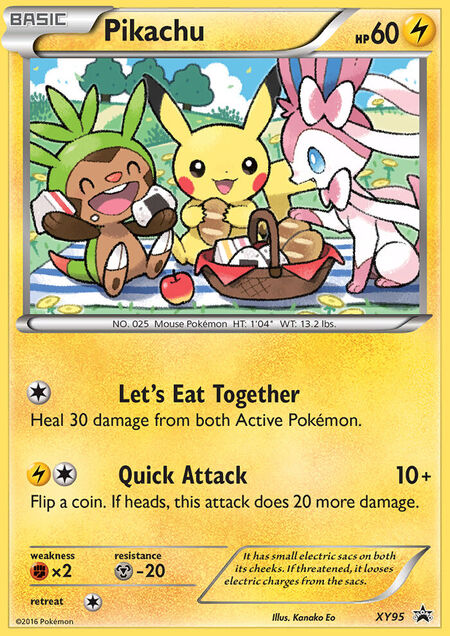 BASIC
Pikachu
HP60
NO. 025 Mouse Pokémon HT: 1'04" WT: 13.2 lbs.
Let's Eat Together
Heal 30 damage from both Active Pokémon.
Quick Attack 10+
Flip a coin. If heads, this attack does 20 more damage.
weakness resistance
×2 -20
It has small electric sacs on both
its cheeks. If threatened, it looses
electric charges from the sacs.
retreat
©2016 Pokémon Illus. Kanako Eo XY95
PROMO